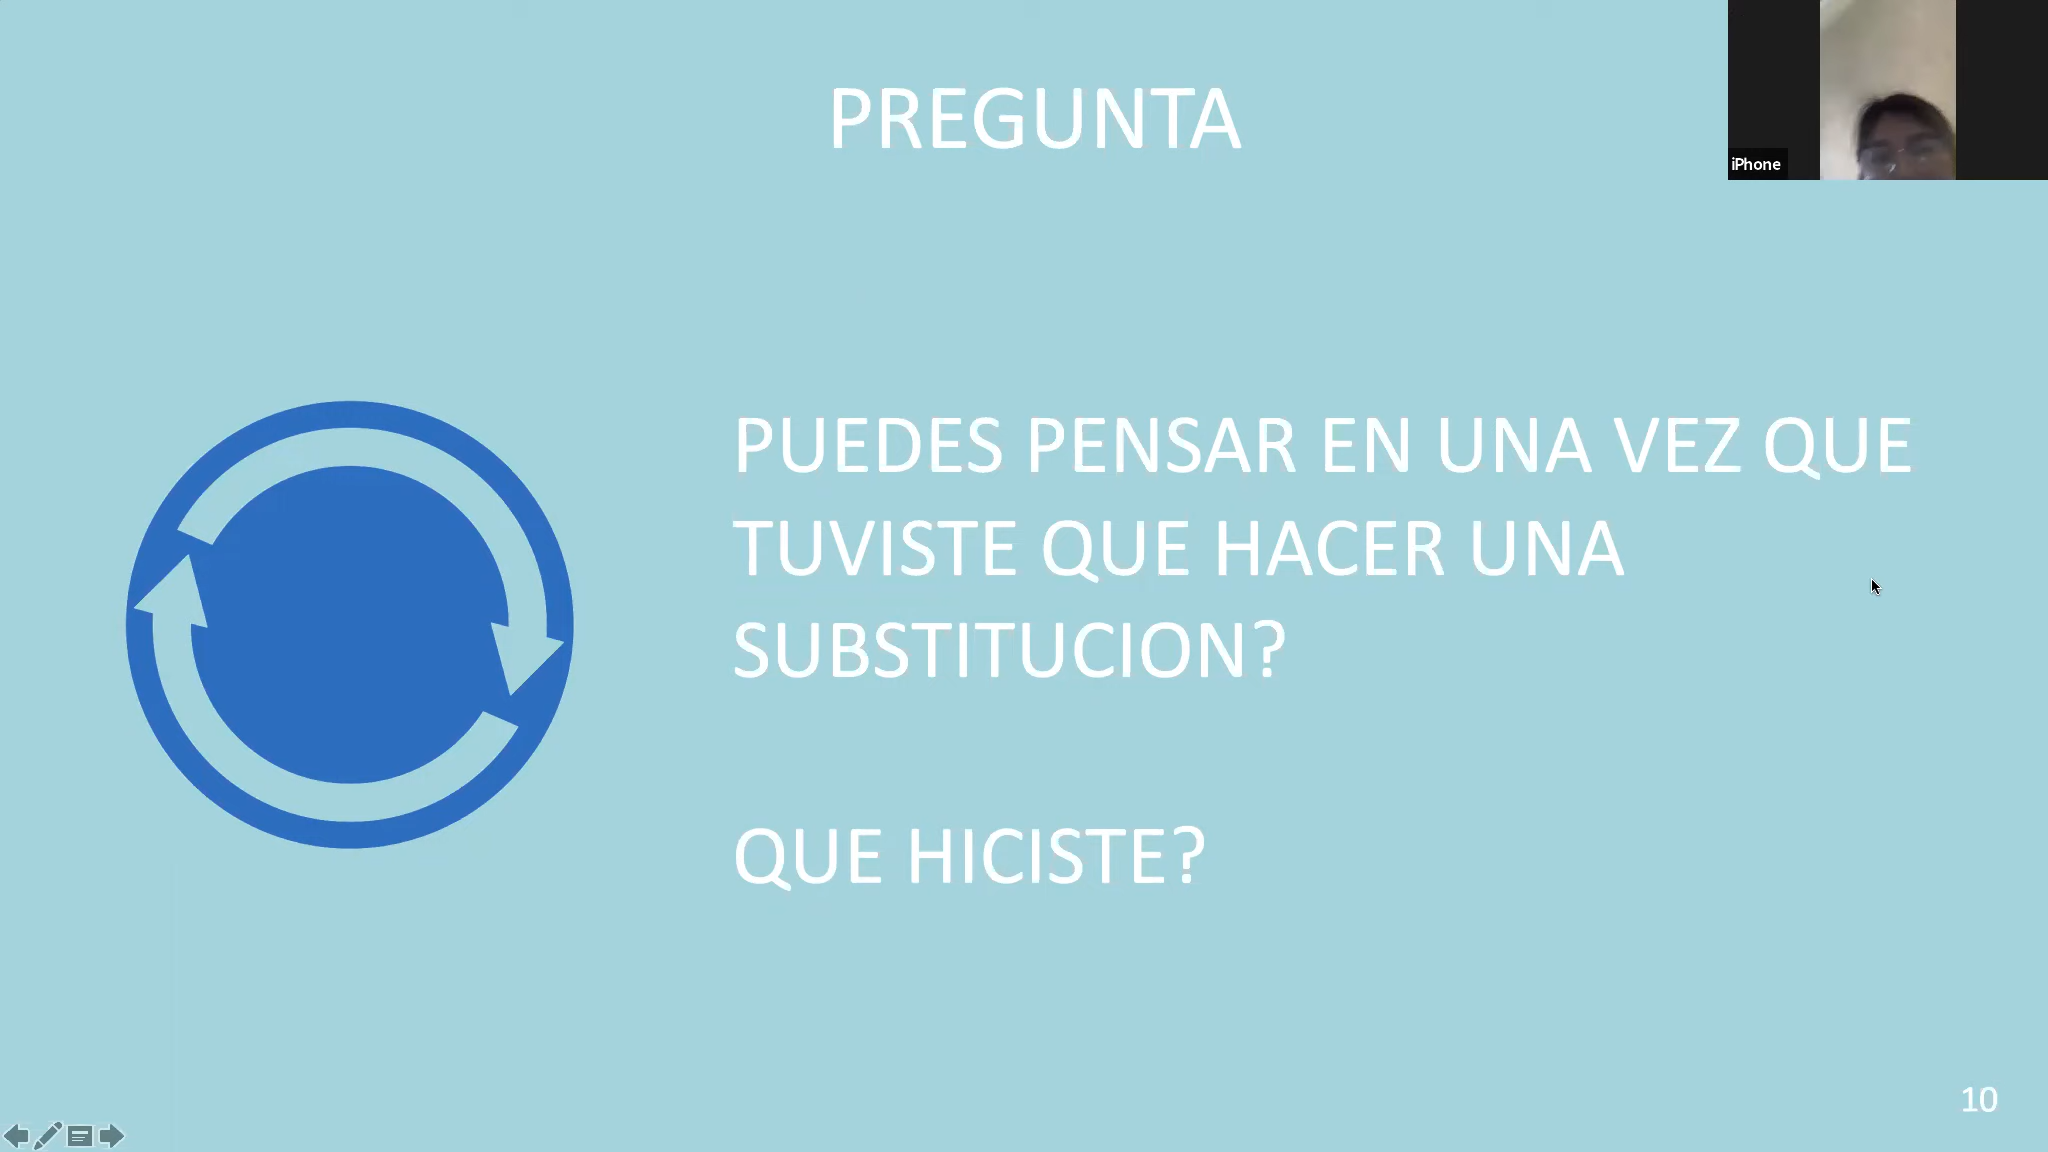 PREGUNTA
iPhone
PUEDES PENSAR EN UNA VEZ QUE
TUVISTE QUE HACER UNA
SUBSTITUCION?
QUE HICISTE?
10